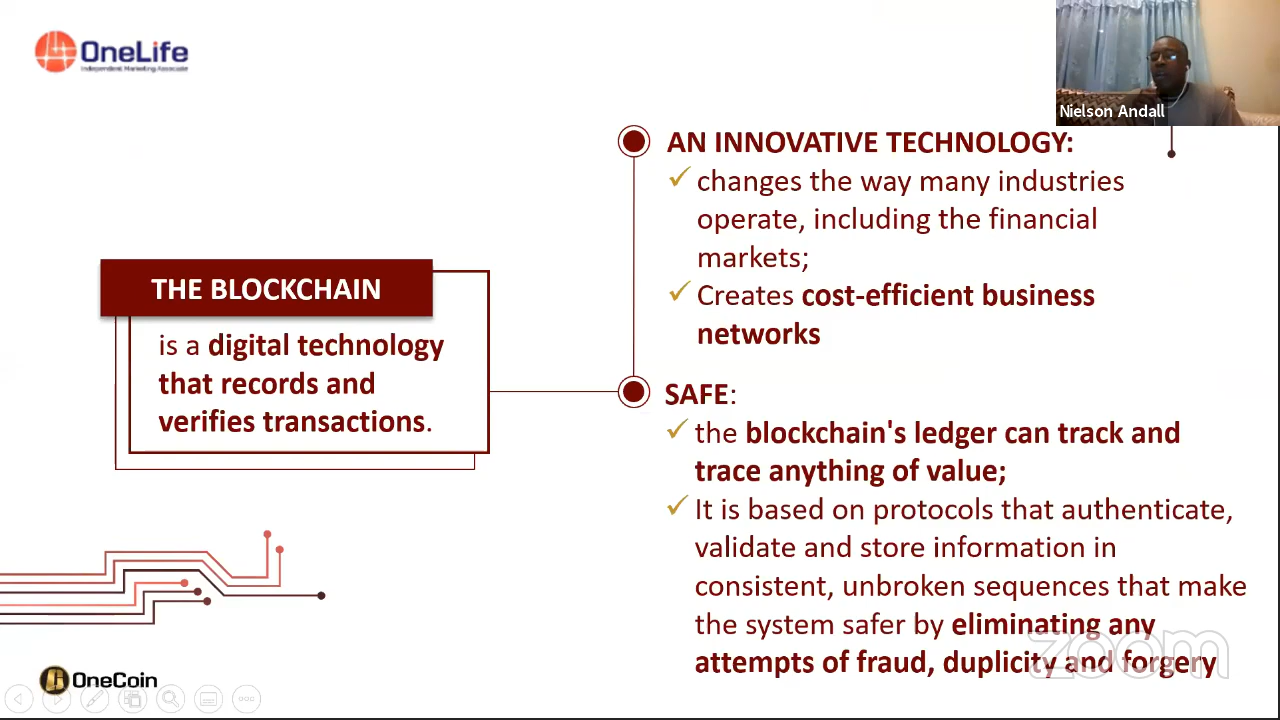 OneLife
Independent Marketing Associate
Nielson Andall
THE BLOCKCHAIN
is a digital technology
that records and
verifies transactions.
AN INNOVATIVE TECHNOLOGY:
changes the way many industries
operate, including the financial
markets;
Creates cost-efficient business
networks
SAFE:
the blockchain's ledger can track and
trace anything of value;
It is based on protocols that authenticate,
validate and store information in
consistent, unbroken sequences that make
the system safer by eliminating any
attempts of fraud, duplicity and forgery
zoom
OneCoin